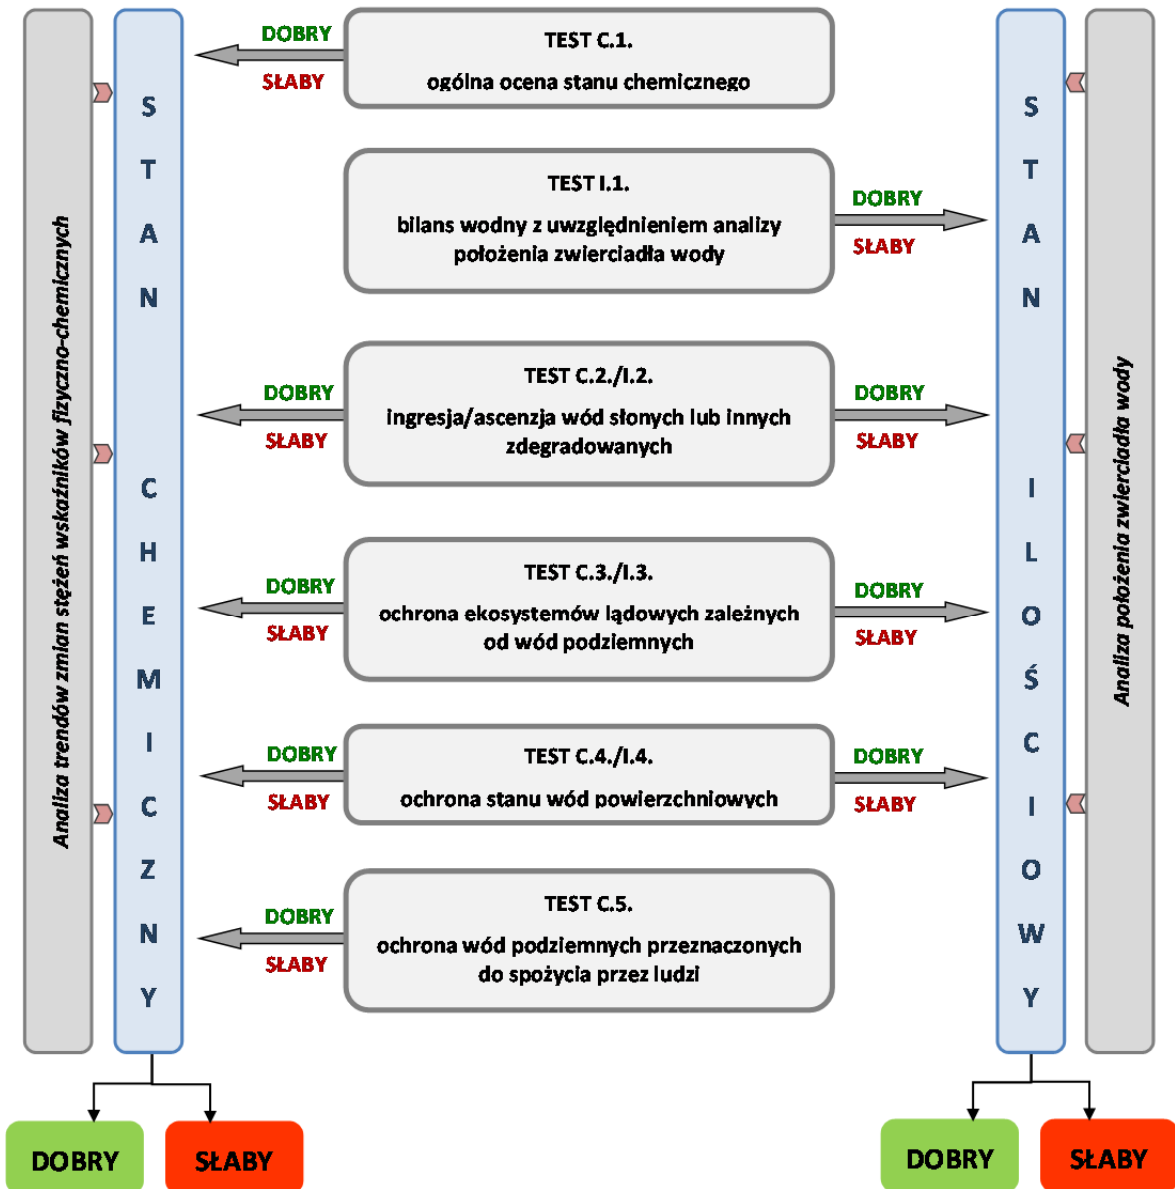 Analiza trendów zmian stężeń wskaźników fizyczno-chemicznych
STAN CHEMICZNY
DOBRY
SŁABY
TEST C.1.
ogólna ocena stanu chemicznego
TEST I.1.
bilans wodny z uwzględnieniem analizy
położenia zwierciadła wody
DOBRY
SŁABY
DOBRY
SŁABY
TEST C.2./I.2.
ingresja/ascenzja wód słonych lub innych
zdegradowanych
DOBRY
SŁABY
DOBRY
SŁABY
TEST C.3./I.3.
ochrona ekosystemów lądowych zależnych
od wód podziemnych
DOBRY
SŁABY
DOBRY
SŁABY
TEST C.4./I.4.
ochrona stanu wód powierzchniowych
DOBRY
SŁABY
DOBRY
SŁABY
TEST C.5.
ochrona wód podziemnych przeznaczonych
do spożycia przez ludzi
STAN ILOŚCIOWY
Analiza położenia zwierciadła wody
DOBRY
SŁABY
DOBRY
SŁABY